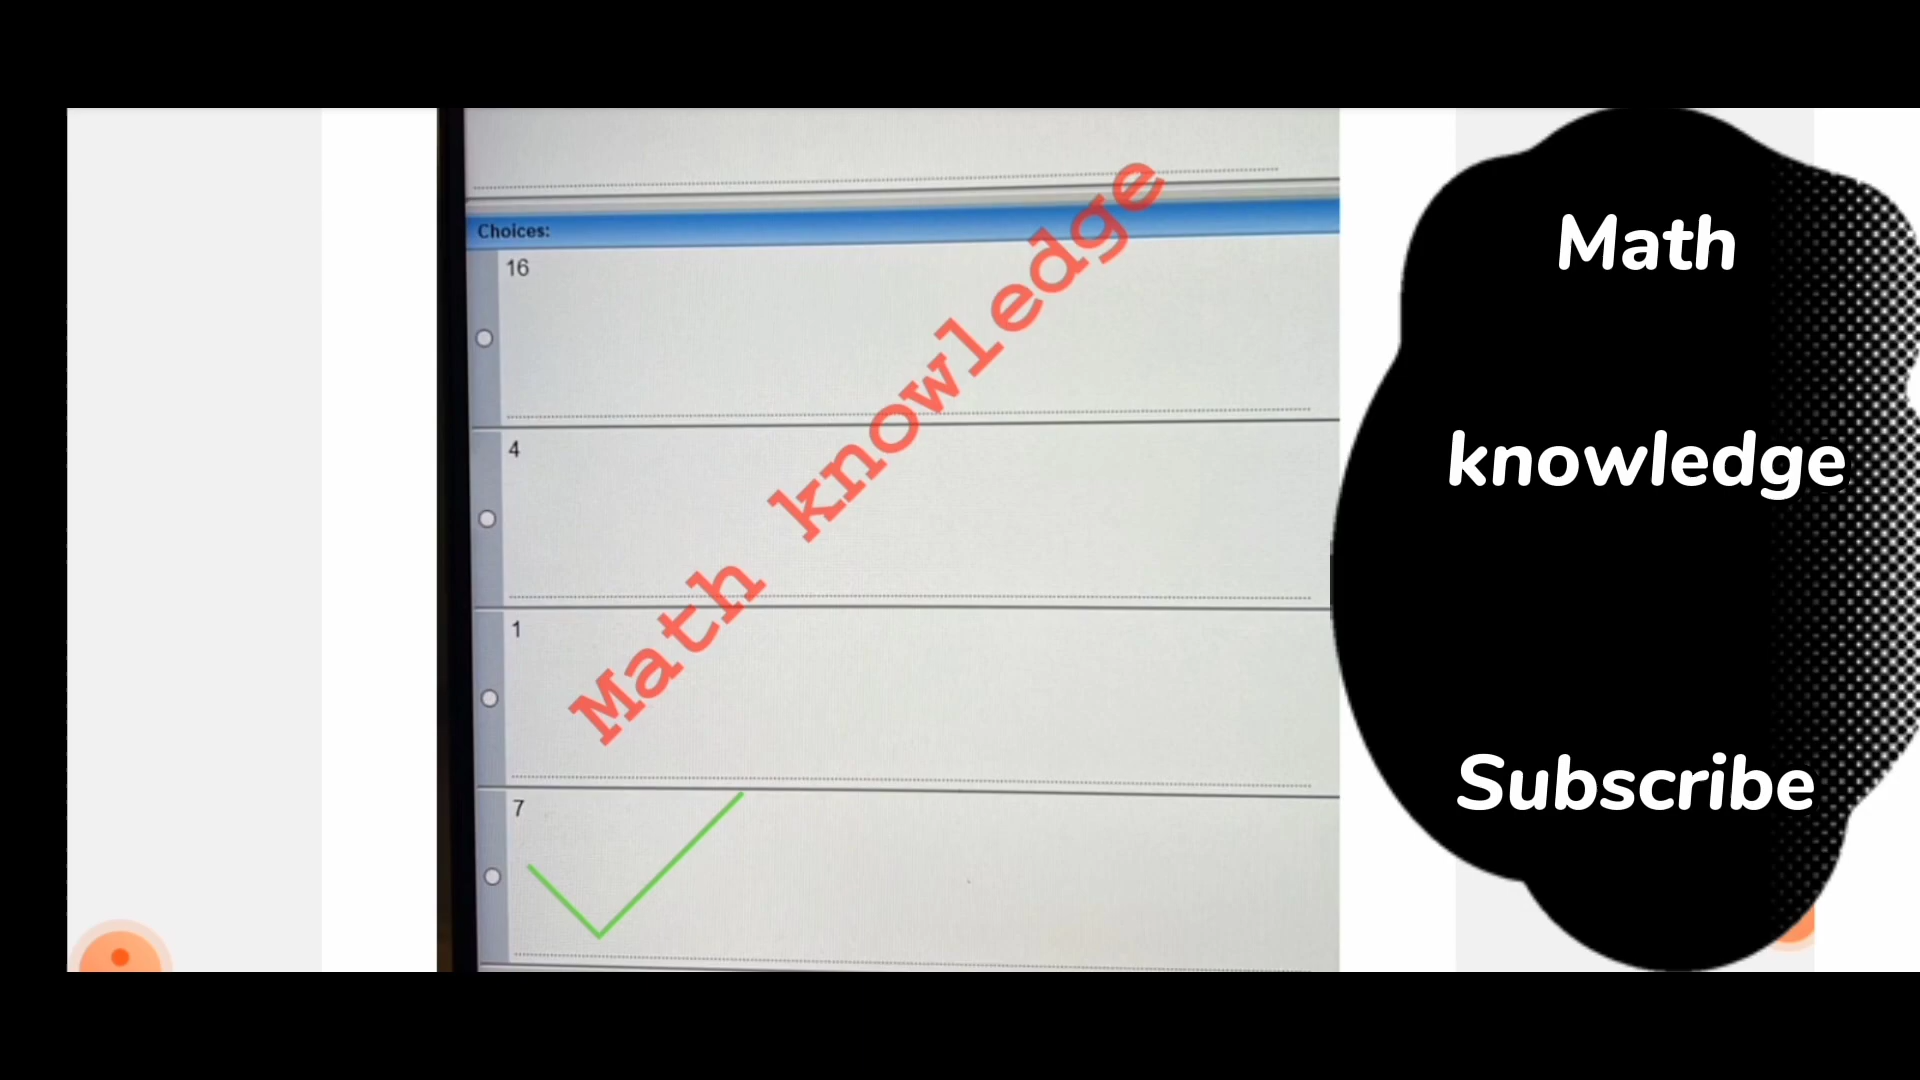 Choices:
16
4
1
7
Math knowledge
Math
knowledge
Subscribe